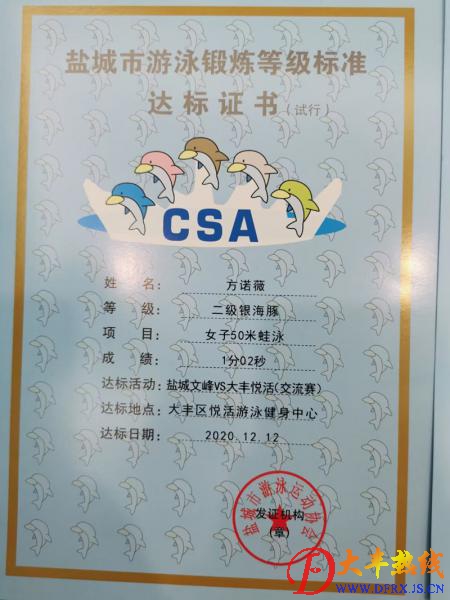 盐城市游泳锻炼等级标准
达标证书(试行)
CSA
姓名: 方诺薇
等级: 二级银海豚
项目: 女子50米蛙泳
成绩: 1分02秒
达标活动: 盐城文峰VS大丰悦活(交流赛)
达标地点: 大丰区悦活游泳健身中心
达标日期: 2020.12.12
盐城市游泳运动协会
发证机构
(章)
大丰热线
WWW.DFRX.JS.CN